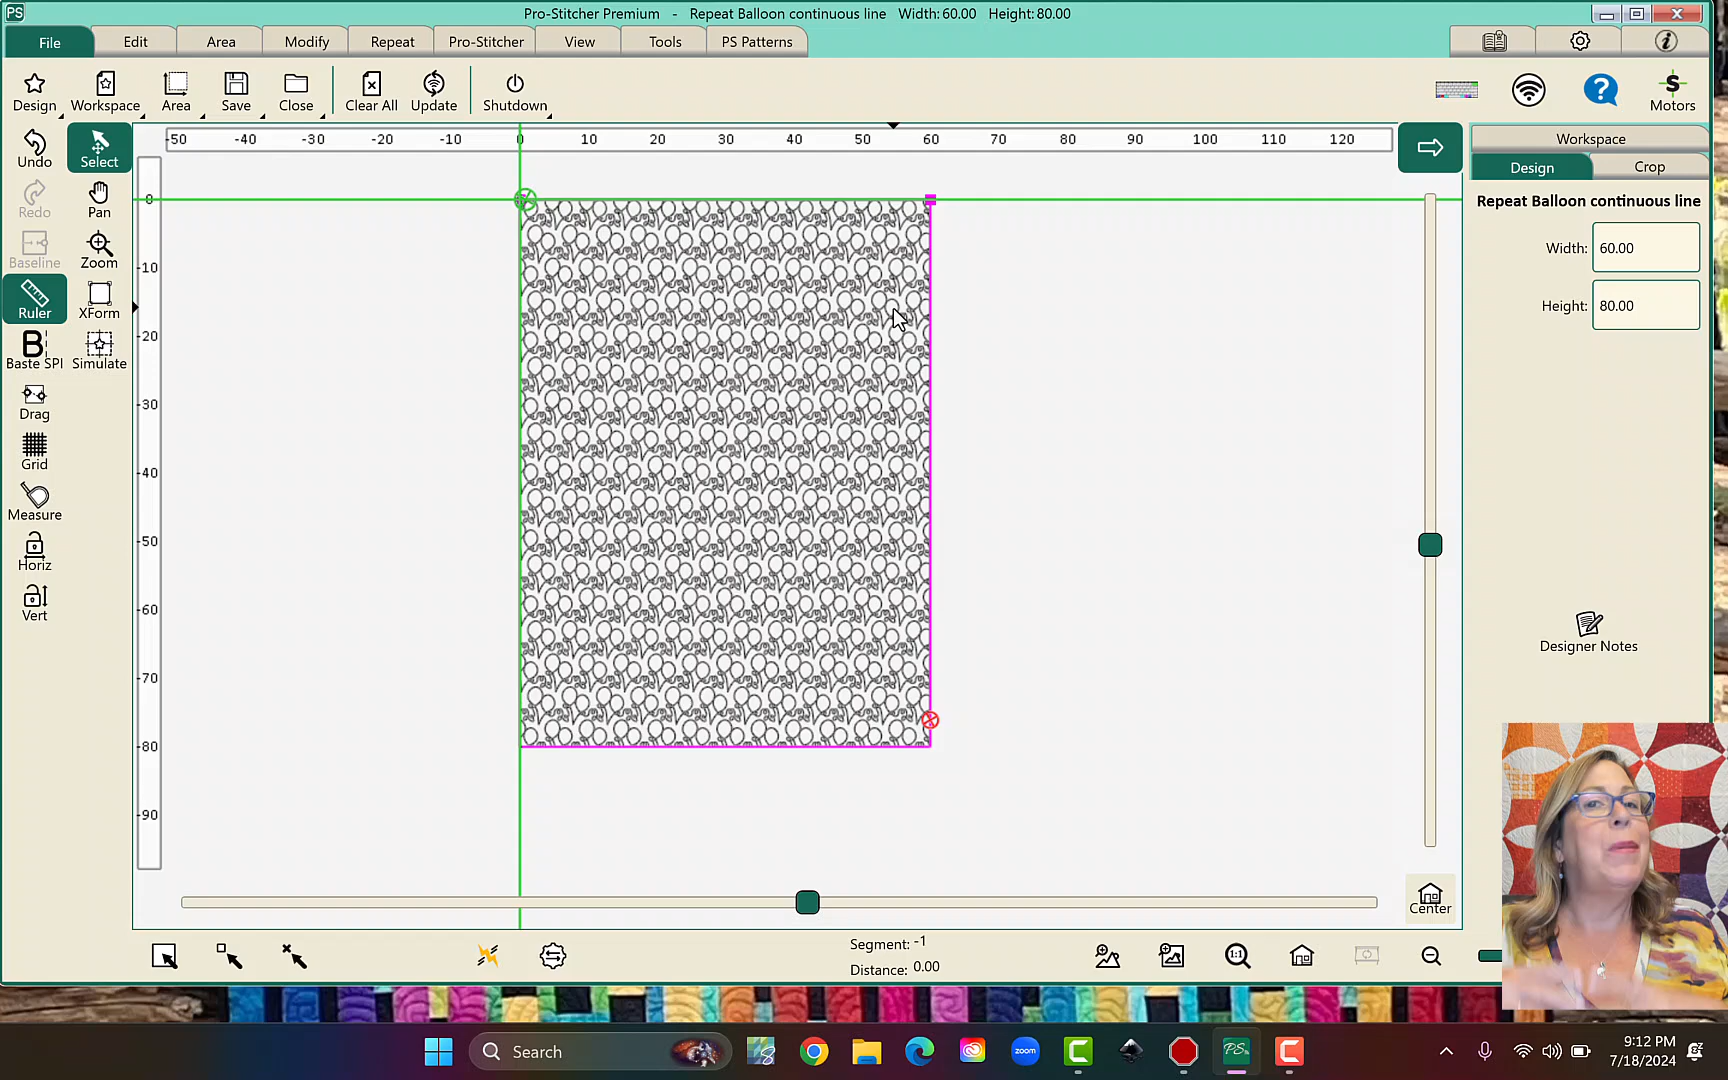 PS Pro-Stitcher Premium - Repeat Balloon continuous line Width: 60.00 Height: 80.00
File Edit Area Modify Repeat Pro-Stitcher View Tools PS Patterns
Design Workspace Area Save Close Clear All Update Shutdown Motors
-50 -40 -30 -20 -10 0 10 20 30 40 50 60 70 80 90 100 110 120
Undo Select
Redo Pan
Baseline Zoom
Ruler XForm
Baste SPI Simulate
Drag
Grid
Measure
Horiz
Vert
0
-10
-20
-30
-40
-50
-60
-70
-80
-90
Workspace
Design Crop
Repeat Balloon continuous line
Width: 60.00
Height: 80.00
Designer Notes
Center
Segment: -1
Distance: 0.00
1:1
Search
zoom
PS
9:12 PM
7/18/2024